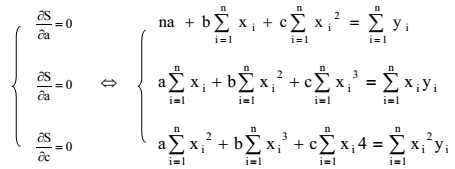 ∂S/∂a = 0
∂S/∂a = 0
∂S/∂c = 0
⇔
na + b∑_{i=1}^{n} x_i + c∑_{i=1}^{n} x_i^2 = ∑_{i=1}^{n} y_i
a∑_{i=1}^{n} x_i + b∑_{i=1}^{n} x_i^2 + c∑_{i=1}^{n} x_i^3 = ∑_{i=1}^{n} x_i y_i
a∑_{i=1}^{n} x_i^2 + b∑_{i=1}^{n} x_i^3 + c∑_{i=1}^{n} x_i 4 = ∑_{i=1}^{n} x_i^2 y_i